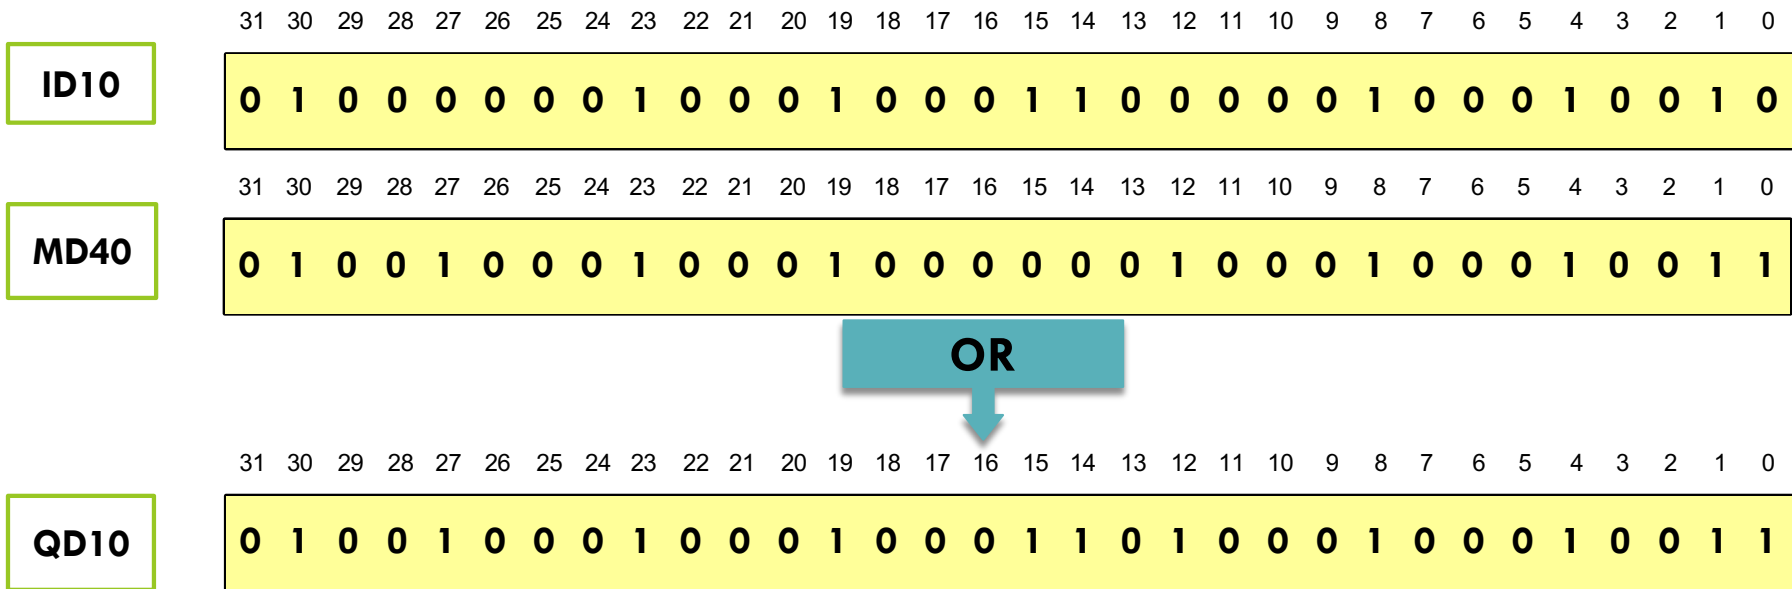 31 30 29 28 27 26 25 24 23 22 21 20 19 18 17 16 15 14 13 12 11 10 9 8 7 6 5 4 3 2 1 0
ID10 0 1 0 0 0 0 0 0 1 0 0 0 1 0 0 0 1 1 0 0 0 0 0 1 0 0 0 1 0 0 1 0
31 30 29 28 27 26 25 24 23 22 21 20 19 18 17 16 15 14 13 12 11 10 9 8 7 6 5 4 3 2 1 0
MD40 0 1 0 0 1 0 0 0 1 0 0 0 1 0 0 0 0 0 0 1 0 0 0 1 0 0 0 1 0 0 1 1
OR
31 30 29 28 27 26 25 24 23 22 21 20 19 18 17 16 15 14 13 12 11 10 9 8 7 6 5 4 3 2 1 0
QD10 0 1 0 0 1 0 0 0 1 0 0 0 1 0 0 0 1 1 0 1 0 0 0 1 0 0 0 1 0 0 1 1